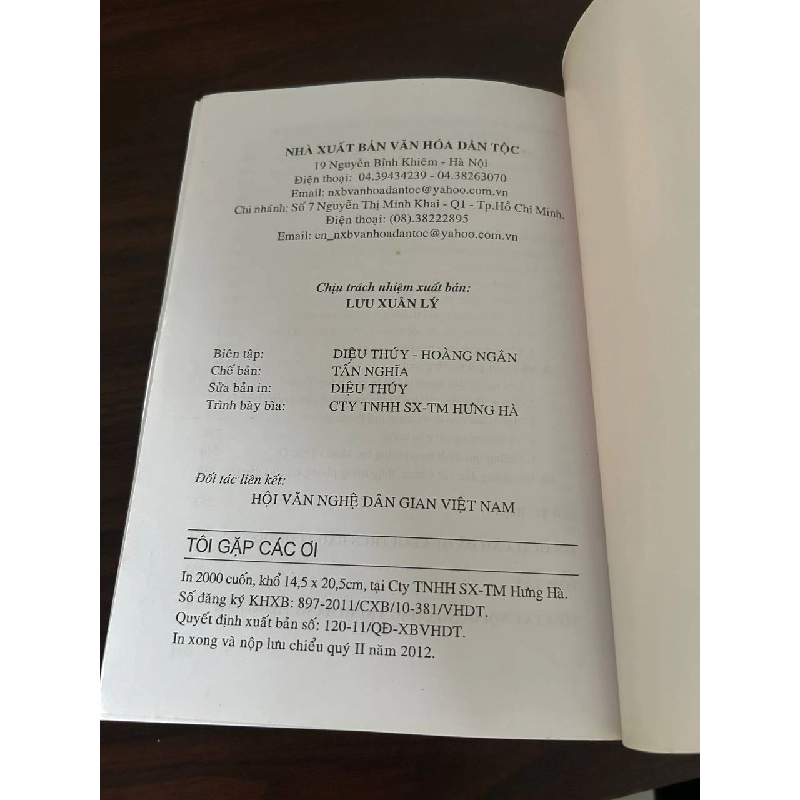 NHÀ XUẤT BẢN VĂN HÓA DÂN TỘC
19 Nguyễn Bỉnh Khiêm - Hà Nội
Điện thoại: 04.39434239 - 04.38263070
Email: nxbvanhoadantoc@yahoo.com.vn
Chi nhánh: Số 7 Nguyễn Thị Minh Khai - Q1 - Tp.Hồ Chí Minh.
Điện thoại: (08).38222895
Email: cn_nxbvanhoadantoc@yahoo.com.vn
Chịu trách nhiệm xuất bản:
LƯU XUÂN LÝ
Biên tập: DIỆU THÚY - HOÀNG NGÂN
Chế bản: TẤN NGHĨA
Sửa bản in: DIỆU THÚY
Trình bày bìa: CTY TNHH SX-TM HƯNG HÀ
Đối tác liên kết:
HỘI VĂN NGHỆ DÂN GIAN VIỆT NAM
TÔI GẶP CÁC ƠI
In 2000 cuốn, khổ 14,5 x 20,5cm, tại Cty TNHH SX-TM Hưng Hà.
Số đăng ký KHXB: 897-2011/CXB/10-381/VHDT.
Quyết định xuất bản số: 120-11/QĐ-XBVHDT.
In xong và nộp lưu chiểu quý II năm 2012.